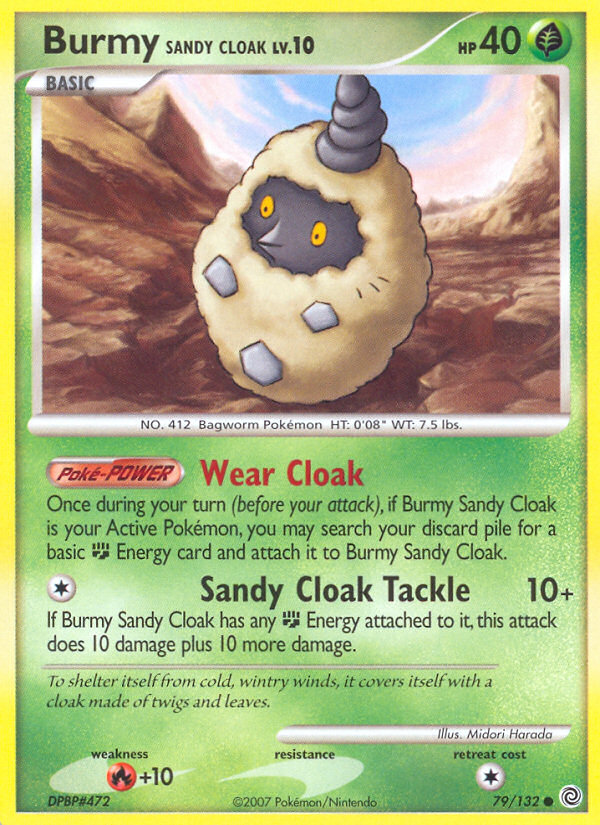 Burmy SANDY CLOAK LV.10 HP 40
BASIC
NO. 412 Bagworm Pokémon HT: 0'08" WT: 7.5 lbs.
Poké-POWER Wear Cloak
Once during your turn (before your attack), if Burmy Sandy Cloak
is your Active Pokémon, you may search your discard pile for a
basic Energy card and attach it to Burmy Sandy Cloak.
Sandy Cloak Tackle 10+
If Burmy Sandy Cloak has any Energy attached to it, this attack
does 10 damage plus 10 more damage.
To shelter itself from cold, wintry winds, it covers itself with a
cloak made of twigs and leaves.
Illus. Midori Harada
weakness resistance retreat cost
+10
DPBP#472 ©2007 Pokémon/Nintendo 79/132